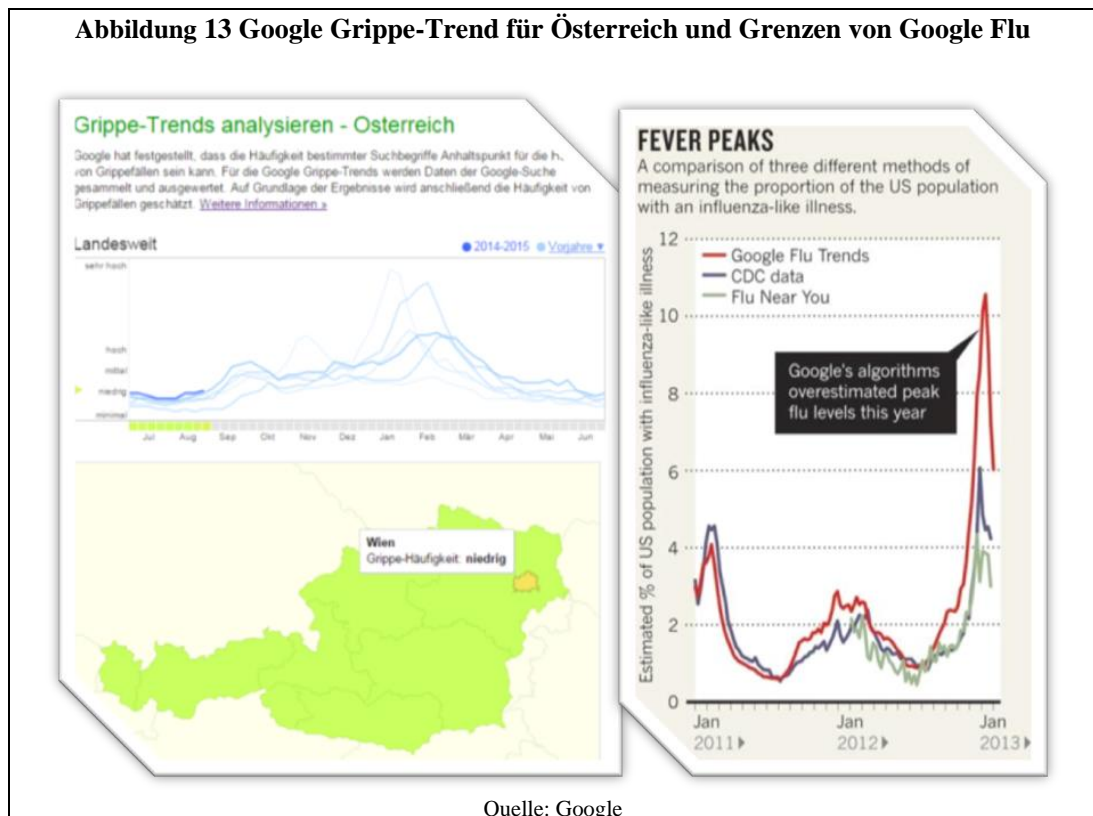 Abbildung 13 Google Grippe-Trend für Österreich und Grenzen von Google Flu
Grippe-Trends analysieren - Osterreich
Google hat festgestellt, dass die Häufigkeit bestimmter Suchbegriffe Anhaltspunkt für die
von Grippefällen sein kann. Für die Google Grippe-Trends werden Daten der Google-Suche
gesammelt und ausgewertet. Auf Grundlage der Ergebnisse wird anschließend die Häufigkeit von
Grippefällen geschätzt. Weitere Informationen »
Landesweit
2014-2015 Vorjahre ▼
sehr hoch
hoch
mittel
niedrig
minimal
Jul Aug Sep Okt Nov Dez Jan Feb Mär Apr Mai Jun
Wien
Grippe-Häufigkeit: niedrig
FEVER PEAKS
A comparison of three different methods of
measuring the proportion of the US population
with an influenza-like illness.
Estimated % of US population with influenza-like illness
12
10
8
6
4
2
0
Google Flu Trends
CDC data
Flu Near You
Google's algorithms
overestimated peak
flu levels this year
Jan Jan Jan
2011 2012 2013
Quelle: Google